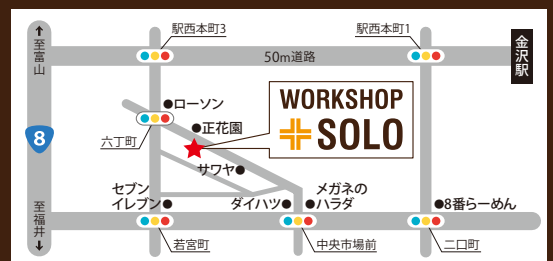 至富山
駅西本町3
駅西本町1
金沢駅
50m道路
ローソン
正花園
六丁町
サワヤ
WORKSHOP
SOLO
8
セブン
イレブン
ダイハツ
メガネの
ハラダ
8番らーめん
至福井
若宮町
中央市場前
二口町